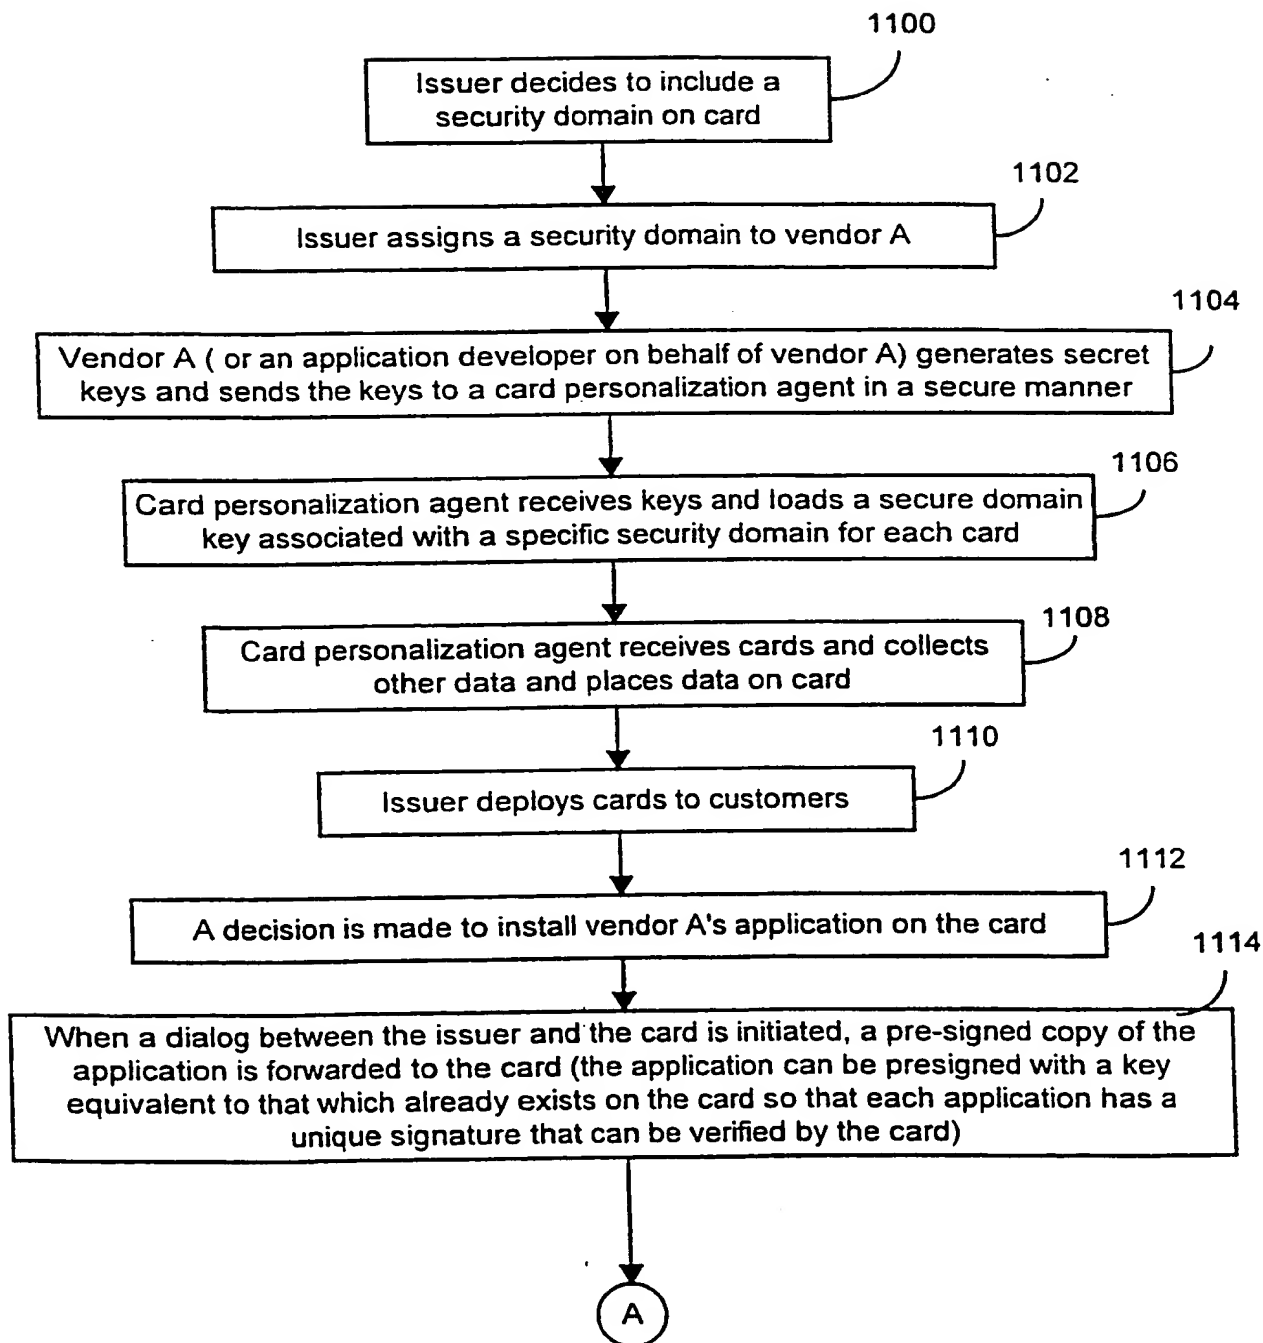 1100
Issuer decides to include a
security domain on card
1102
Issuer assigns a security domain to vendor A
1104
Vendor A ( or an application developer on behalf of vendor A) generates secret
keys and sends the keys to a card personalization agent in a secure manner
1106
Card personalization agent receives keys and loads a secure domain
key associated with a specific security domain for each card
1108
Card personalization agent receives cards and collects
other data and places data on card
1110
Issuer deploys cards to customers
1112
A decision is made to install vendor A's application on the card
1114
When a dialog between the issuer and the card is initiated, a pre-signed copy of the
application is forwarded to the card (the application can be presigned with a key
equivalent to that which already exists on the card so that each application has a
unique signature that can be verified by the card)
A